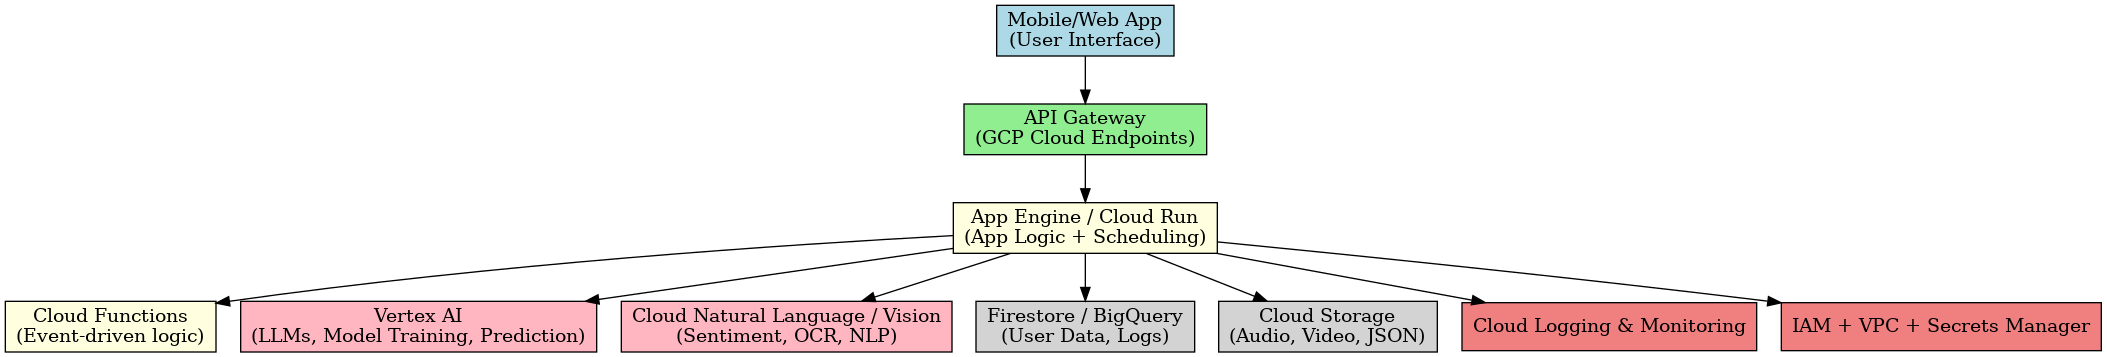 Mobile/Web App
(User Interface)
API Gateway
(GCP Cloud Endpoints)
App Engine / Cloud Run
(App Logic + Scheduling)
Cloud Functions
(Event-driven logic)
Vertex AI
(LLMs, Model Training, Prediction)
Cloud Natural Language / Vision
(Sentiment, OCR, NLP)
Firestore / BigQuery
(User Data, Logs)
Cloud Storage
(Audio, Video, JSON)
Cloud Logging & Monitoring
IAM + VPC + Secrets Manager